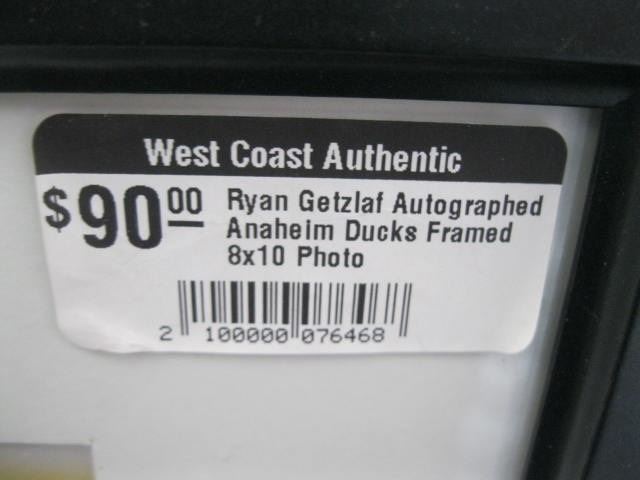 West Coast Authentic
$90.00 Ryan Getzlaf Autographed
Anaheim Ducks Framed
8x10 Photo
2 100000 076468